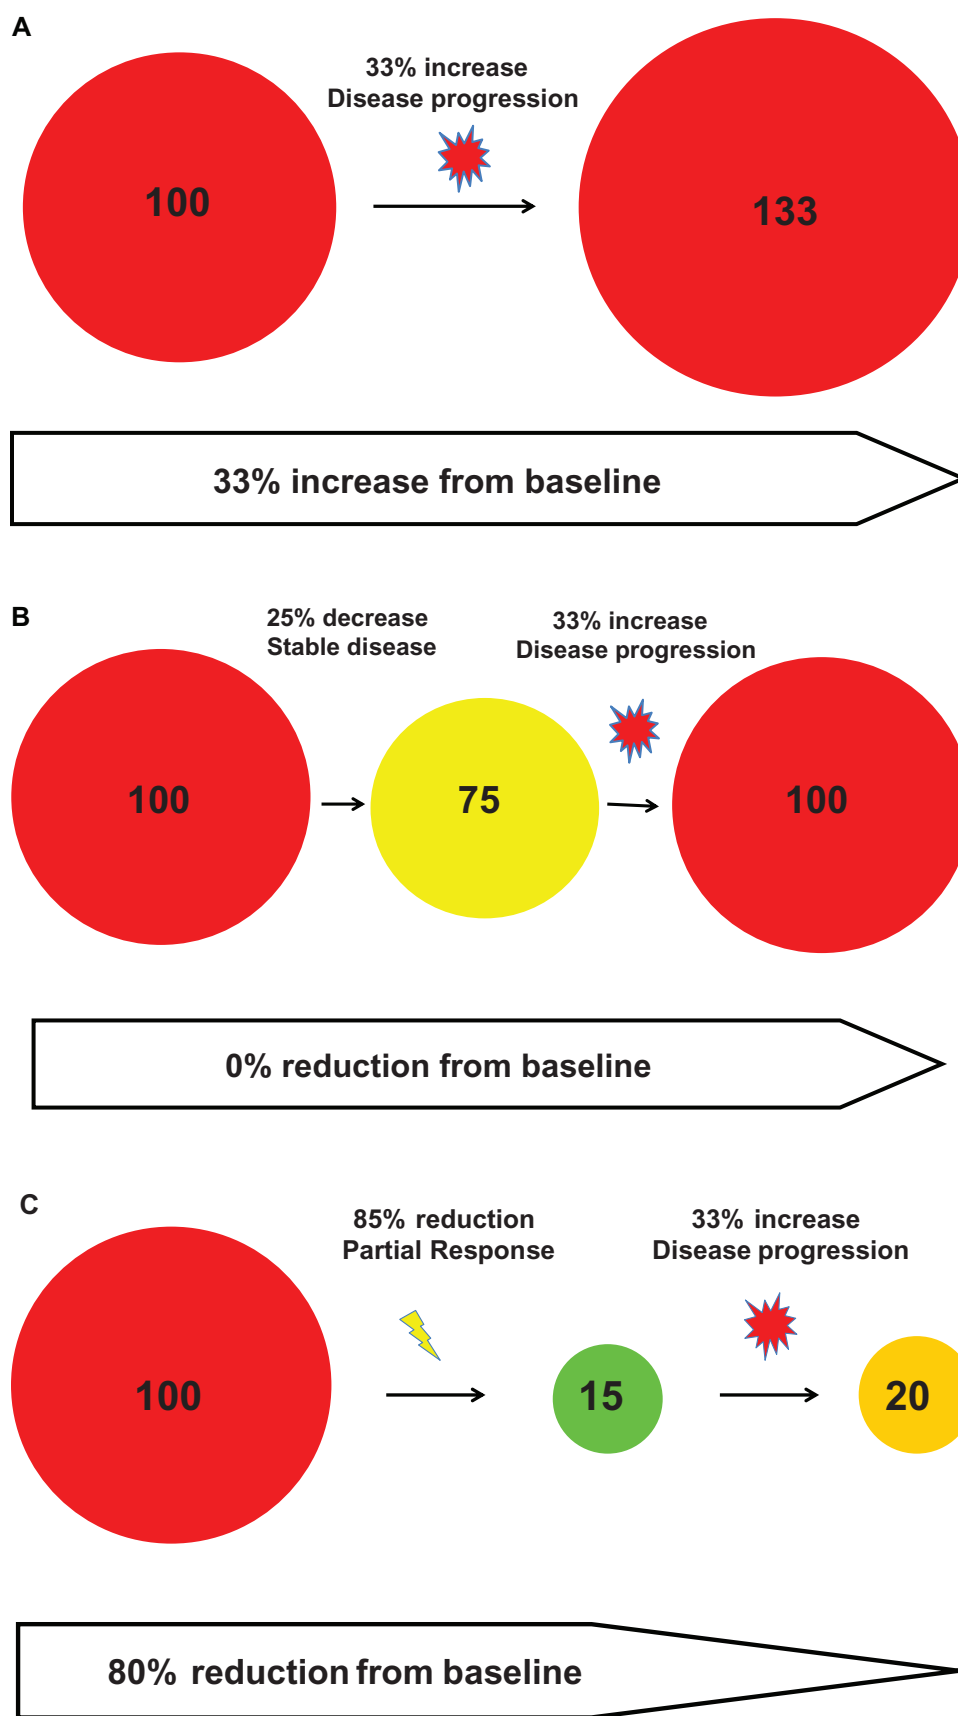 A
33% increase
Disease progression
100
133
33% increase from baseline
B
25% decrease
Stable disease
33% increase
Disease progression
100
75
100
0% reduction from baseline
C
85% reduction
Partial Response
33% increase
Disease progression
100
15
20
80% reduction from baseline